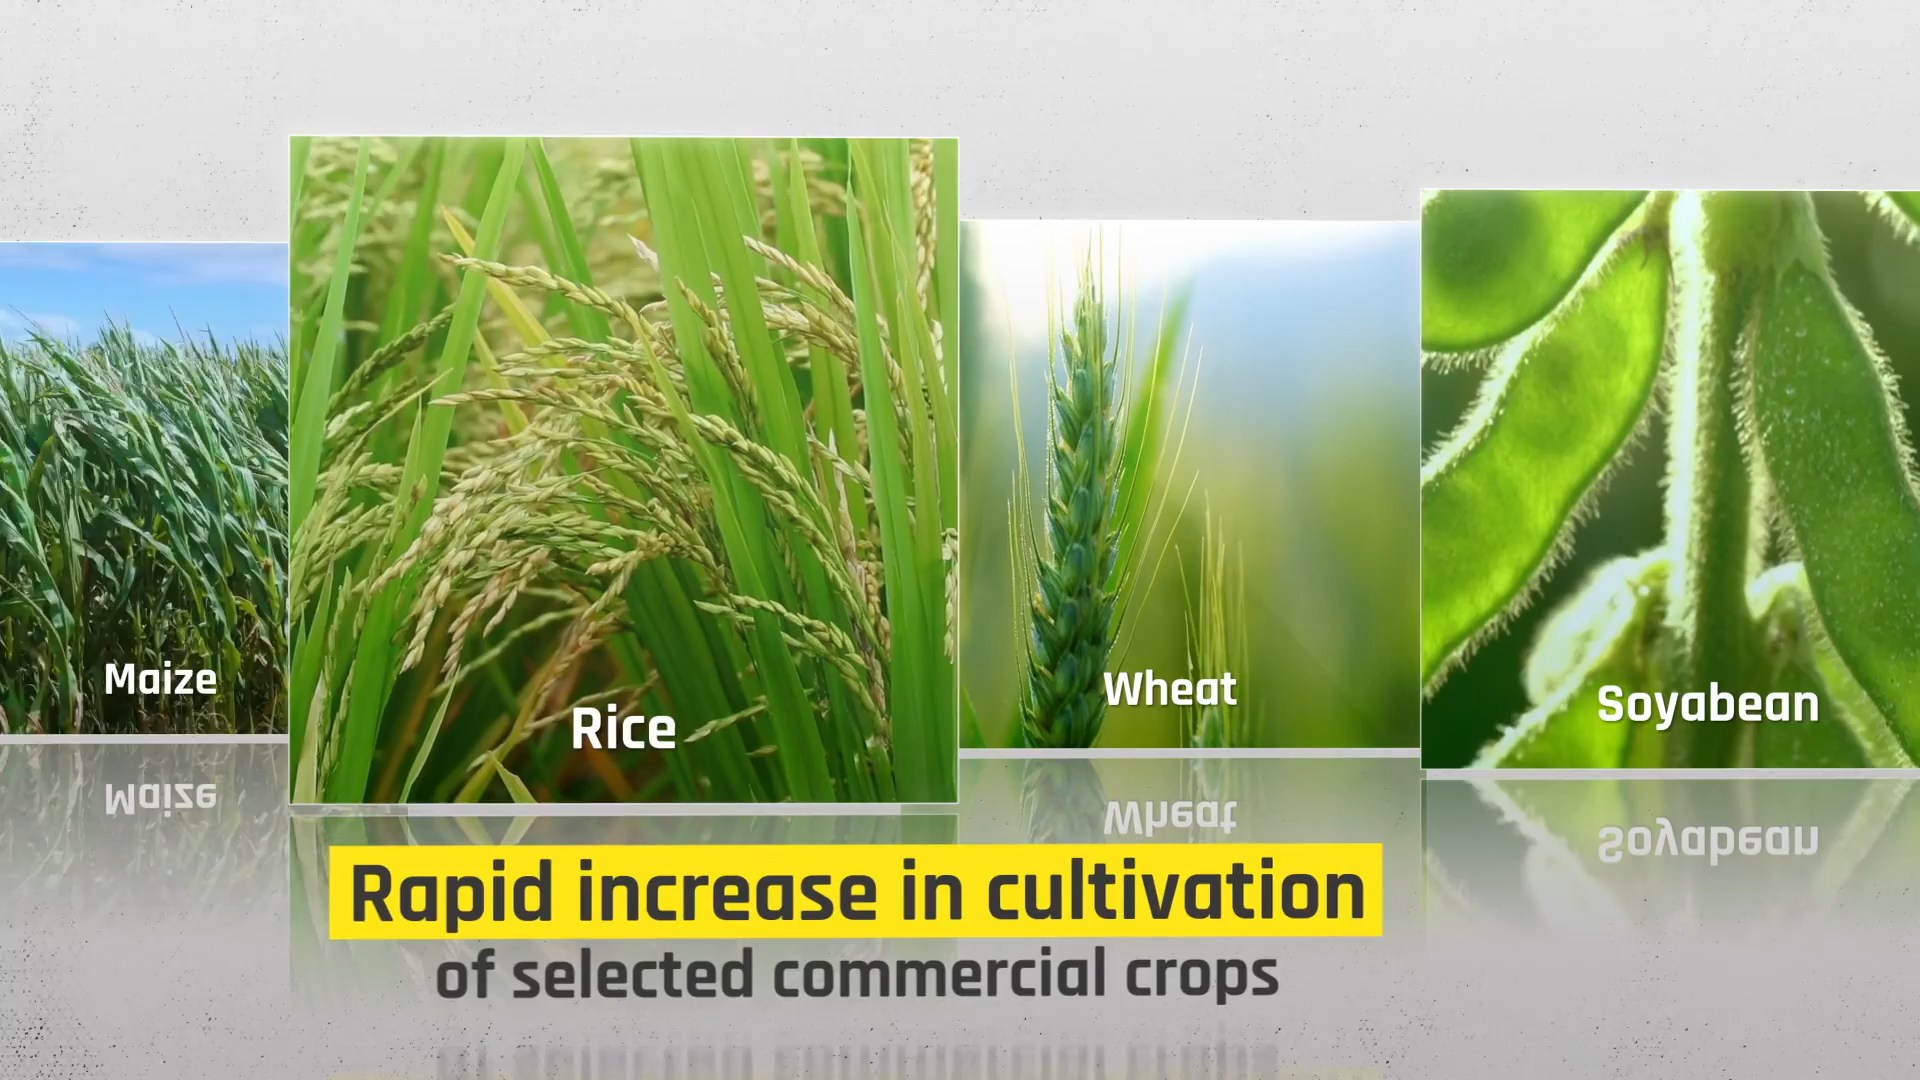 Maize
Rice
Wheat
Soyabean
Rapid increase in cultivation
of selected commercial crops